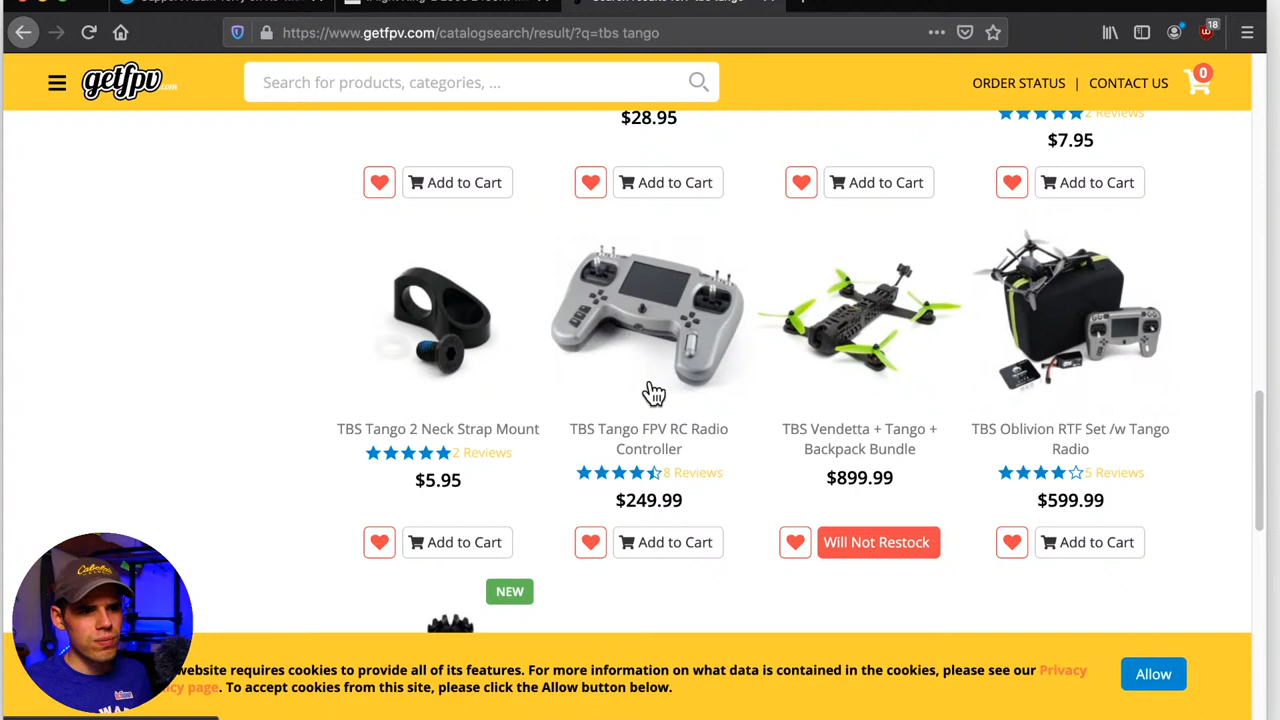 https://www.getfpv.com/catalogsearch/result/?q=tbs tango
18
getfpv.com
Search for products, categories, ...
ORDER STATUS | CONTACT US
0
$28.95
2 Reviews
$7.95
Add to Cart
Add to Cart
Add to Cart
Add to Cart
TBS Tango 2 Neck Strap Mount
2 Reviews
$5.95
Add to Cart
TBS Tango FPV RC Radio
Controller
8 Reviews
$249.99
Add to Cart
TBS Vendetta + Tango +
Backpack Bundle
$899.99
Will Not Restock
TBS Oblivion RTF Set /w Tango
Radio
5 Reviews
$599.99
Add to Cart
NEW
website requires cookies to provide all of its features. For more information on what data is contained in the cookies, please see our Privacy
page. To accept cookies from this site, please click the Allow button below.
Allow
Cabela's